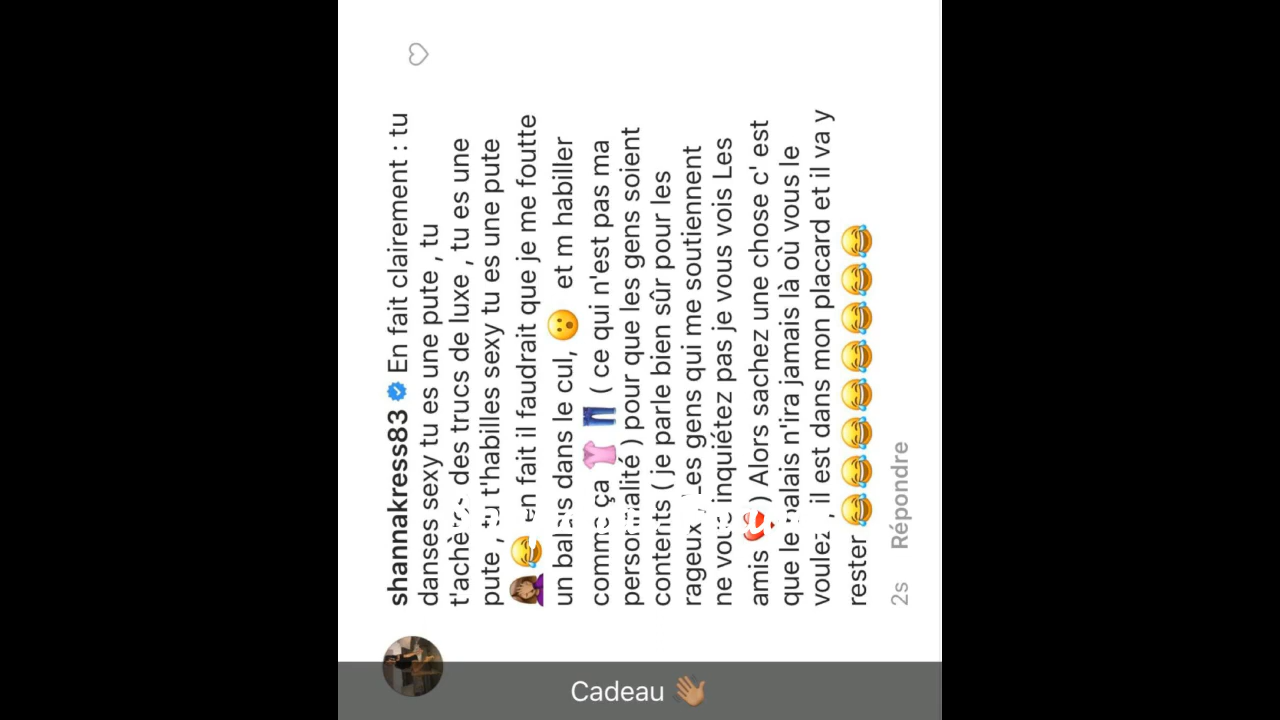 shannakress83 En fait clairement : tu
danses sexy tu es une pute , tu
t'achète des trucs de luxe , tu es une
pute , tu t'habilles sexy tu es une pute
🤷🏽‍♀️😂 en fait il faudrait que je me foutte
un balais dans le cul, 😮 et m habiller
comme ça 👚 👖 ( ce qui n'est pas ma
personnalité ) pour que les gens soient
contents ( je parle bien sûr pour les
rageux Les gens qui me soutiennent
ne vous inquiétez pas je vous vois Les
amis ❤️ ) Alors sachez une chose c' est
que le balais n'ira jamais là où vous le
voulez, il est dans mon placard et il va y
rester 😂😂😂😂😂😂😂😂
2s Répondre
Cadeau 👋🏽